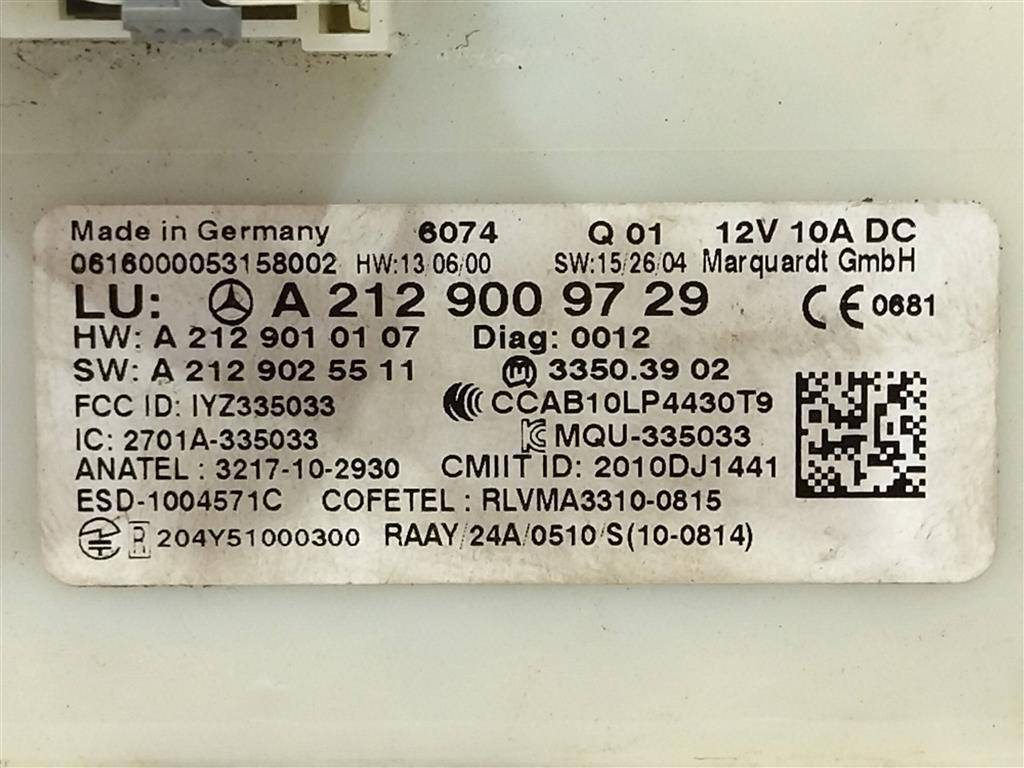 Made in Germany 6074 Q 01 12V 10A DC
0616000053158002 HW:13/06/00 SW:15/26/04 Marquardt GmbH
LU: A 212 900 97 29 CE 0681
HW: A 212 901 01 07 Diag: 0012
SW: A 212 902 55 11 M 3350.39 02
FCC ID: IYZ335033 CCAB10LP4430T9
IC: 2701A-335033 MQU-335033
ANATEL : 3217-10-2930 CMIIT ID: 2010DJ1441
ESD-1004571C COFETEL : RLVMA3310-0815
R 204Y51000300 RAAY/24A/0510/S(10-0814)